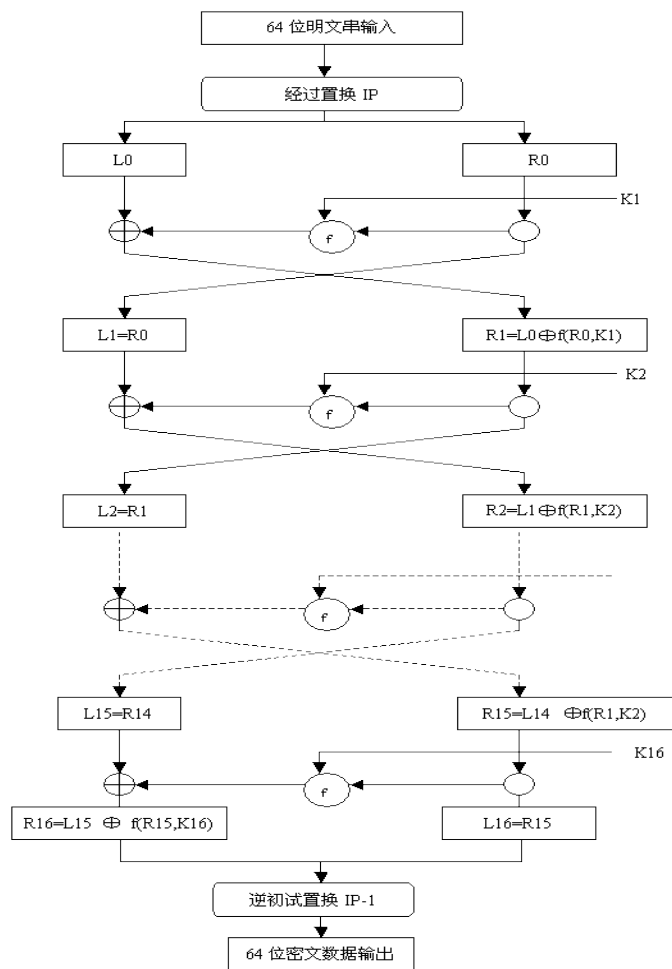 64 位明文串输入
经过置换 IP
L0
R0
K1
f
L1=R0
R1=L0⊕f(R0,K1)
K2
f
L2=R1
R2=L1⊕f(R1,K2)
f
L15=R14
R15=L14 ⊕f(R1,K2)
K16
f
R16=L15 ⊕ f(R15,K16)
L16=R15
逆初试置换 IP-1
64 位密文数据输出